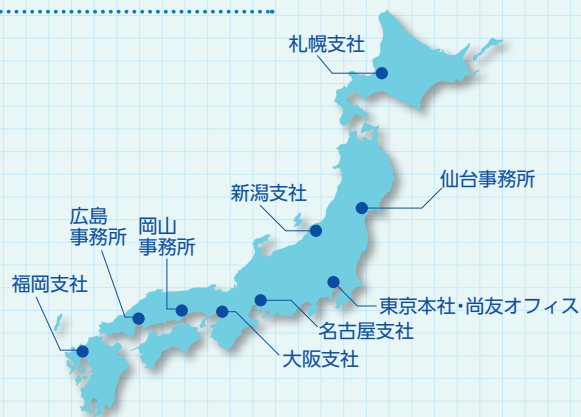 札幌支社
仙台事務所
新潟支社
広島
事務所
岡山
事務所
福岡支社
東京本社・尚友オフィス
名古屋支社
大阪支社